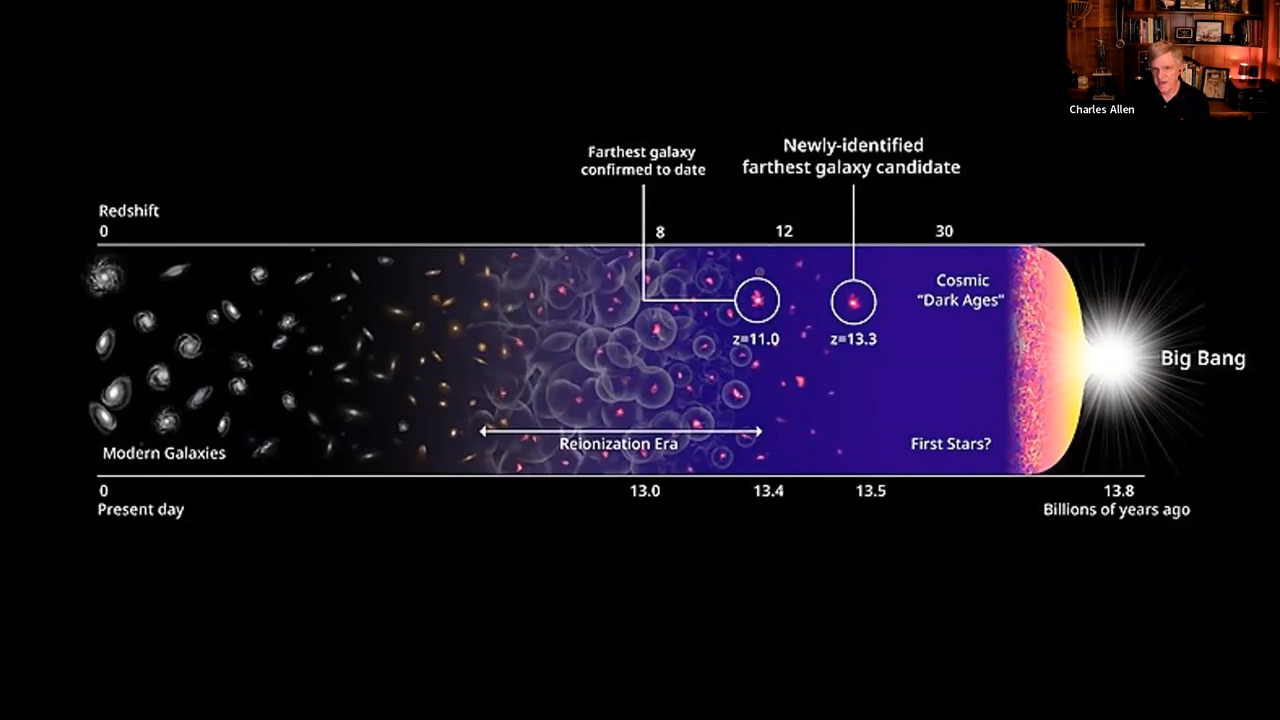 Charles Allen
Farthest galaxy
confirmed to date
Newly-identified
farthest galaxy candidate
Redshift
0
8
12
30
Cosmic
"Dark Ages"
z=11.0
z=13.3
Big Bang
Reionization Era
First Stars?
Modern Galaxies
0
13.0
13.4
13.5
13.8
Present day
Billions of years ago